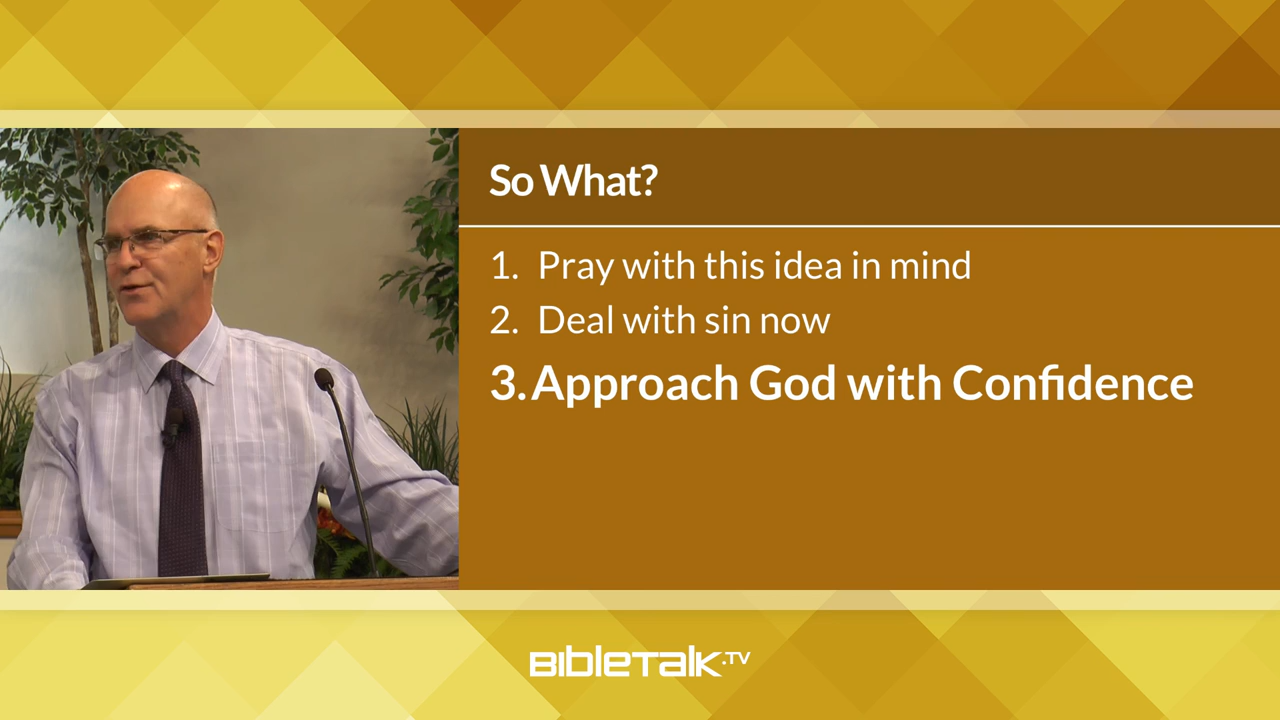 So What?
1. Pray with this idea in mind
2. Deal with sin now
3. Approach God with Confidence
BIBLETALK.TV